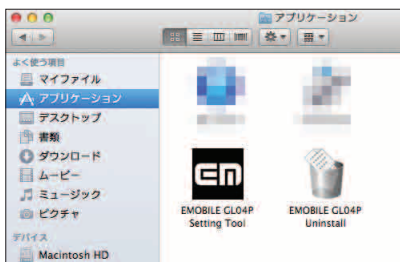 アプリケーション
よく使う項目
マイファイル
アプリケーション
デスクトップ
書類
ダウンロード
ムービー
ミュージック
ピクチャ
デバイス
Macintosh HD
EM
EMOBILE GL04P
Setting Tool
EMOBILE GL04P
Uninstall